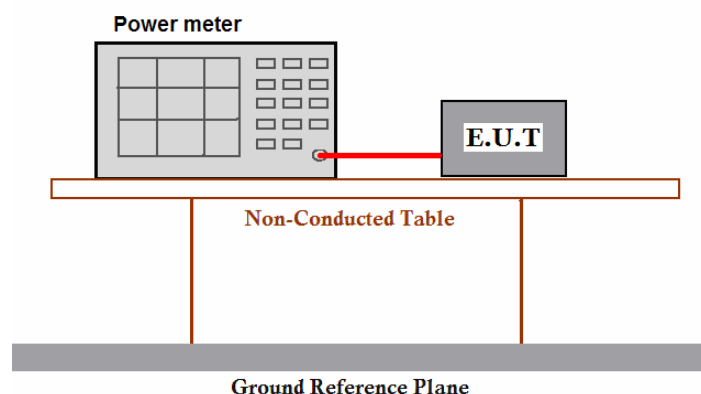 Power meter
E.U.T
Non-Conducted Table
Ground Reference Plane